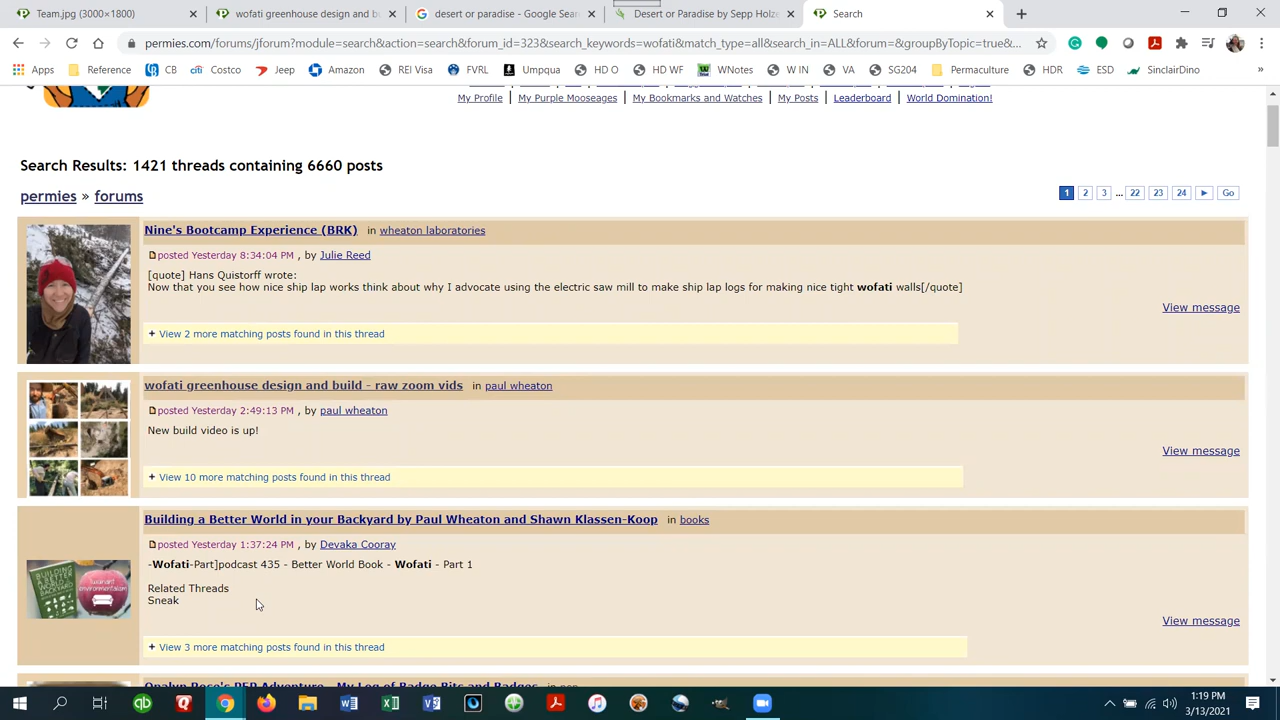 Team.jpg (3000×1800)
wofati greenhouse design and bu
desert or paradise - Google Sear
Desert or Paradise by Sepp Holze
Search
permies.com/forums/jforum?module=search&action=search&forum_id=323&search_keywords=wofati&match_type=all&search_in=ALL&forum=&groupByTopic=true&...
Apps Reference CB Costco Jeep Amazon REI Visa FVRL Umpqua HD O HD WF WNotes W IN VA SG204 Permaculture HDR ESD SinclairDino »
My Profile | My Purple Mooseages | My Bookmarks and Watches | My Posts | Leaderboard | World Domination!
Search Results: 1421 threads containing 6660 posts
permies » forums
1 2 3 ... 22 23 24 ► Go
Nine's Bootcamp Experience (BRK) in wheaton laboratories
posted Yesterday 8:34:04 PM , by Julie Reed
[quote] Hans Quistorff wrote:
Now that you see how nice ship lap works think about why I advocate using the electric saw mill to make ship lap logs for making nice tight wofati walls[/quote]
View message
+ View 2 more matching posts found in this thread
wofati greenhouse design and build - raw zoom vids in paul wheaton
posted Yesterday 2:49:13 PM , by paul wheaton
New build video is up!
View message
+ View 10 more matching posts found in this thread
Building a Better World in your Backyard by Paul Wheaton and Shawn Klassen-Koop in books
posted Yesterday 1:37:24 PM , by Devaka Cooray
-Wofati-Part]podcast 435 - Better World Book - Wofati - Part 1
Related Threads
Sneak
View message
+ View 3 more matching posts found in this thread
1:19 PM
3/13/2021